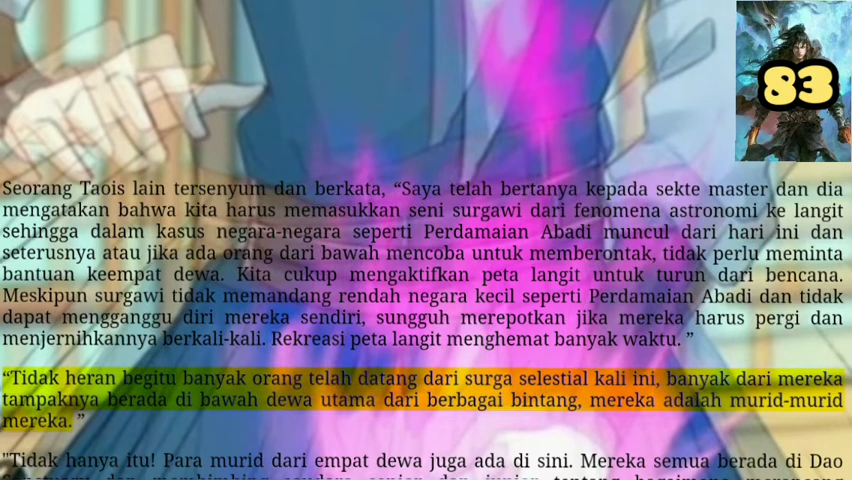 83
Seorang Taois lain tersenyum dan berkata, “Saya telah bertanya kepada sekte master dan dia
mengatakan bahwa kita harus memasukkan seni surgawi dari fenomena astronomi ke langit
sehingga dalam kasus negara-negara seperti Perdamaian Abadi muncul dari hari ini dan
seterusnya atau jika ada orang dari bawah mencoba untuk memberontak, tidak perlu meminta
bantuan keempat dewa. Kita cukup mengaktifkan peta langit untuk turun dari bencana.
Meskipun surgawi tidak memandang rendah negara kecil seperti Perdamaian Abadi dan tidak
dapat mengganggu diri mereka sendiri, sungguh merepotkan jika mereka harus pergi dan
menjernihkannya berkali-kali. Rekreasi peta langit menghemat banyak waktu. ”
“Tidak heran begitu banyak orang telah datang dari surga selestial kali ini, banyak dari mereka
tampaknya berada di bawah dewa utama dari berbagai bintang, mereka adalah murid-murid
mereka. ”
"Tidak hanya itu! Para murid dari empat dewa juga ada di sini. Mereka semua berada di Dao